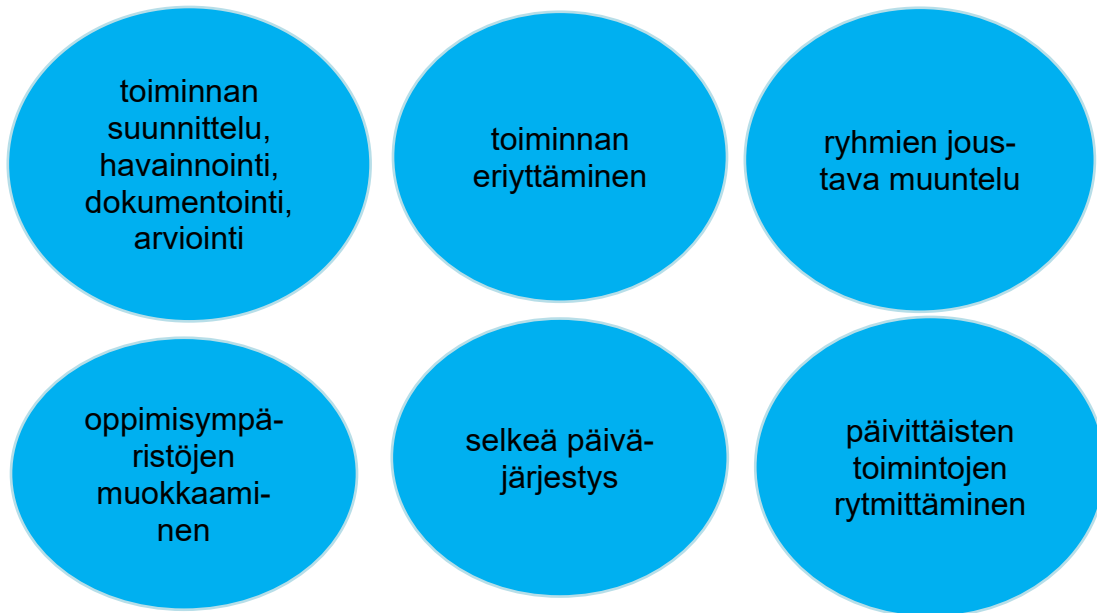 toiminnan
suunnittelu,
havainnointi,
dokumentointi,
arviointi
toiminnan
eriyttäminen
ryhmien jous-
tava muuntelu
oppimisympä-
ristöjen
muokkaami-
nen
selkeä päivä-
järjestys
päivittäisten
toimintojen
rytmittäminen